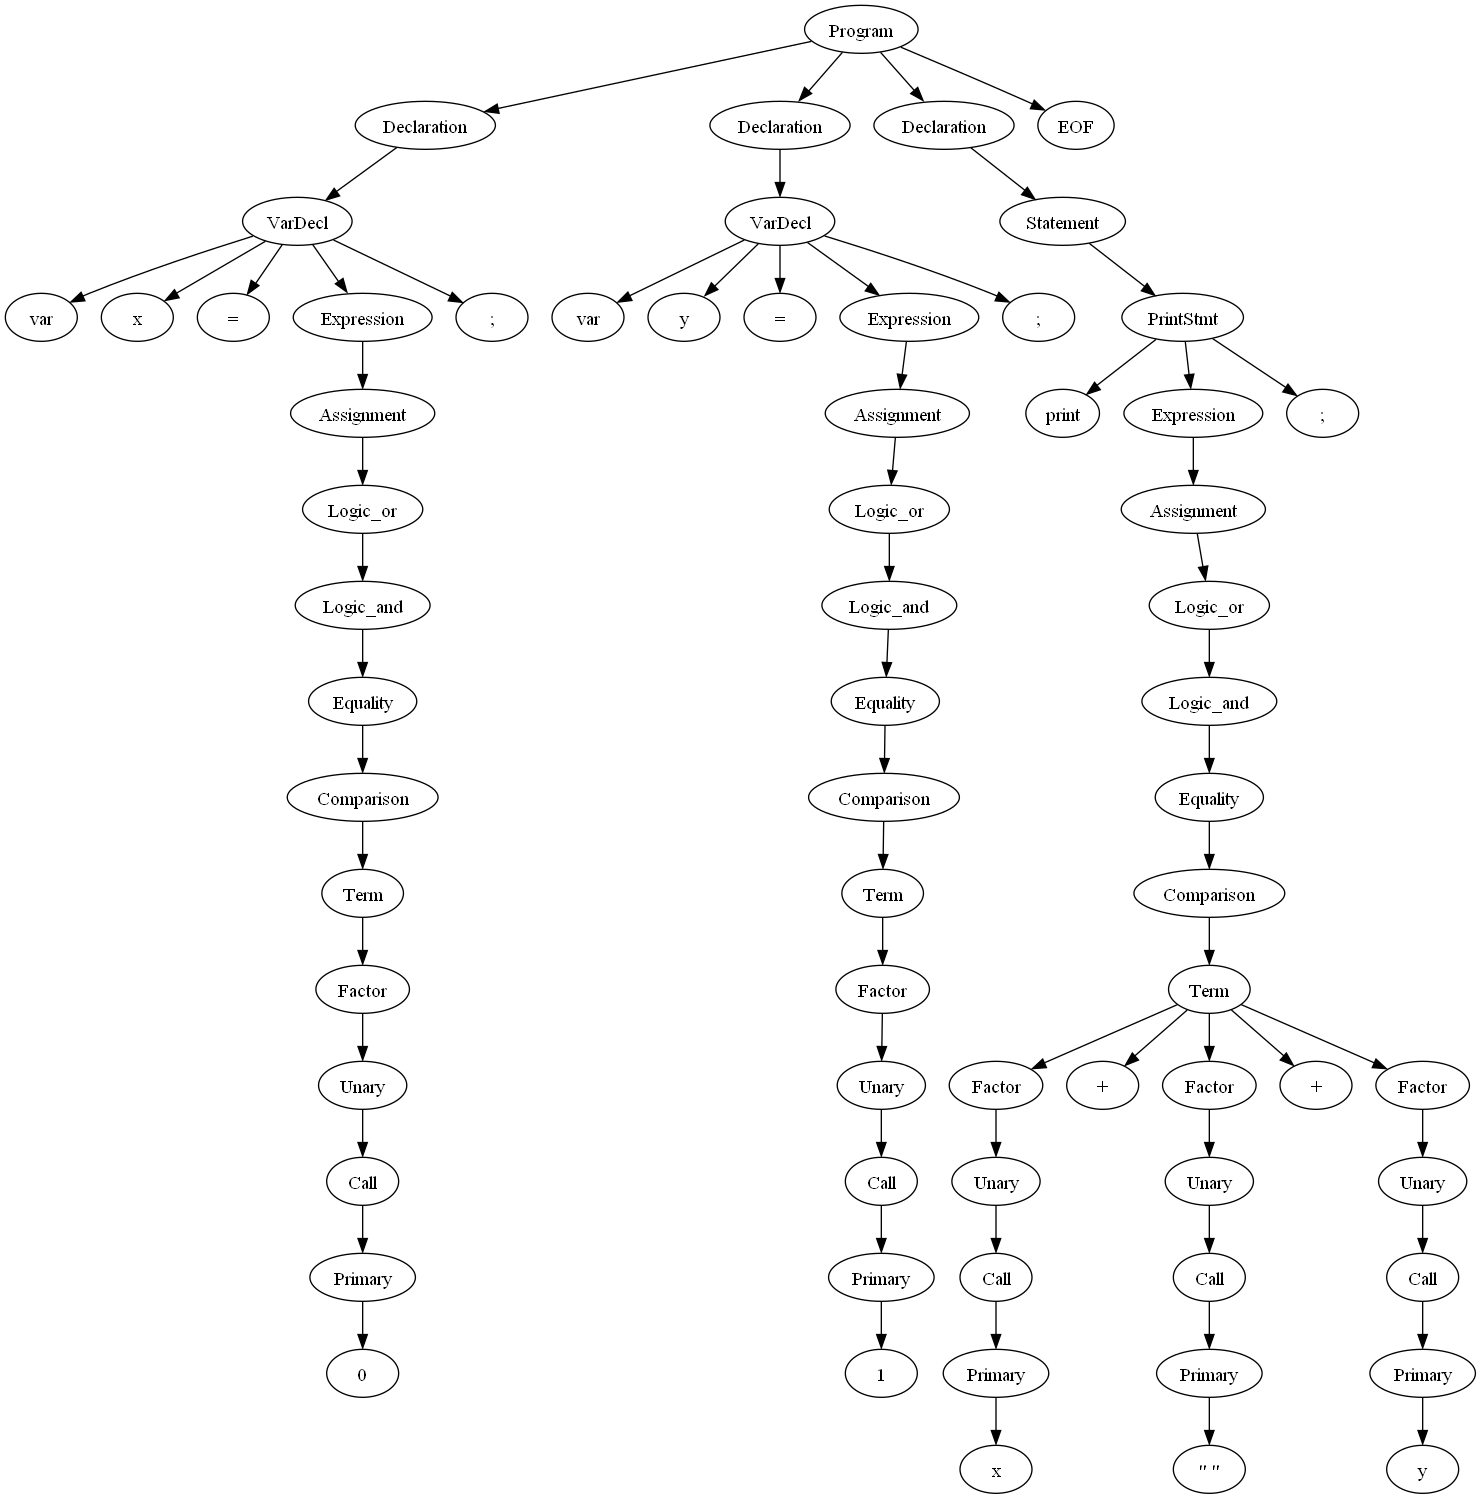 Program
Declaration Declaration Declaration EOF
VarDecl VarDecl Statement
var x = Expression ; var y = Expression ; PrintStmt
Assignment Assignment print Expression ;
Logic_or Logic_or Assignment
Logic_and Logic_and Logic_or
Equality Equality Logic_and
Comparison Comparison Equality
Term Term Comparison
Factor Factor Term
Unary Unary Factor + Factor + Factor
Call Call Unary Unary Unary
Primary Primary Call Call Call
0 1 Primary Primary Primary
x " " y